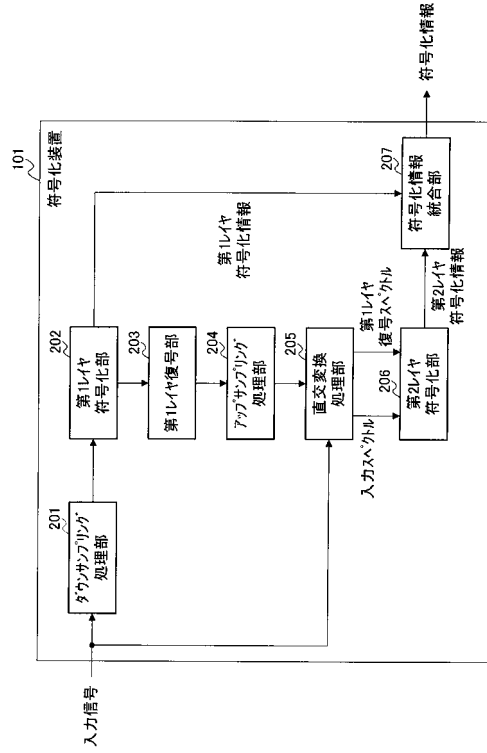 101
符号化装置
入力信号
201
ダウンサンプリング
処理部
202
第1レイヤ
符号化部
203
第1レイヤ復号部
204
アップサンプリング
処理部
205
直交変換
処理部
入力スペクトル
第1レイヤ
復号スペクトル
206
第2レイヤ
符号化部
第1レイヤ
符号化情報
第2レイヤ
符号化情報
207
符号化情報
統合部
符号化情報